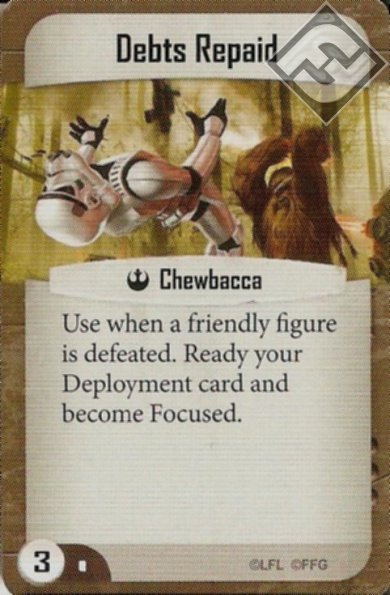 Debts Repaid
Chewbacca
Use when a friendly figure
is defeated. Ready your
Deployment card and
become Focused.
3
©LFL ©FFG